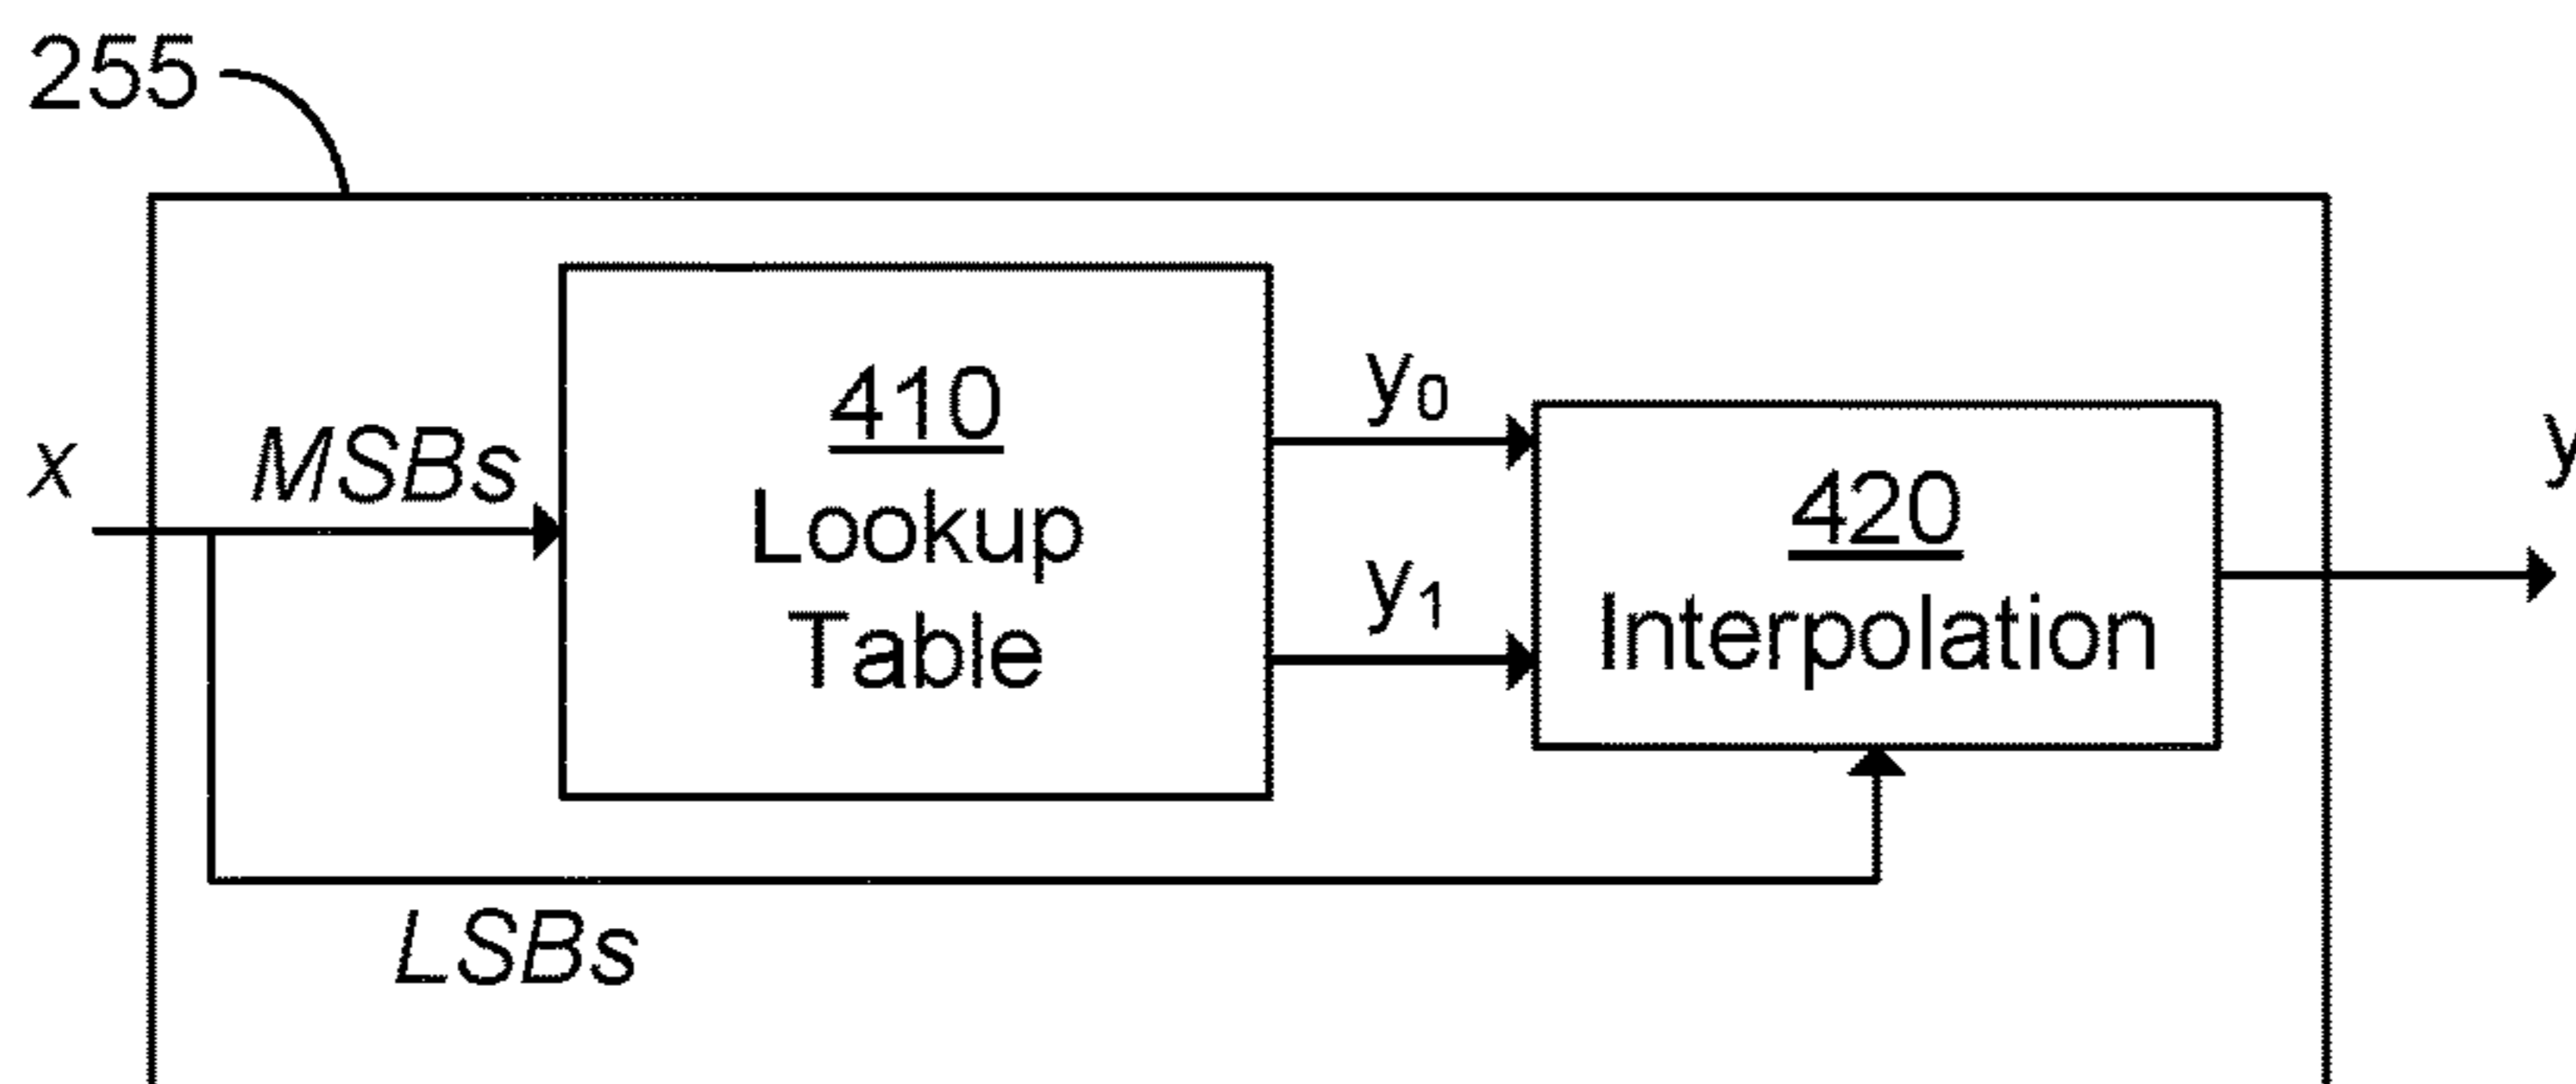 255
x
MSBs
410
Lookup
Table
y₀
y₁
420
Interpolation
y
LSBs